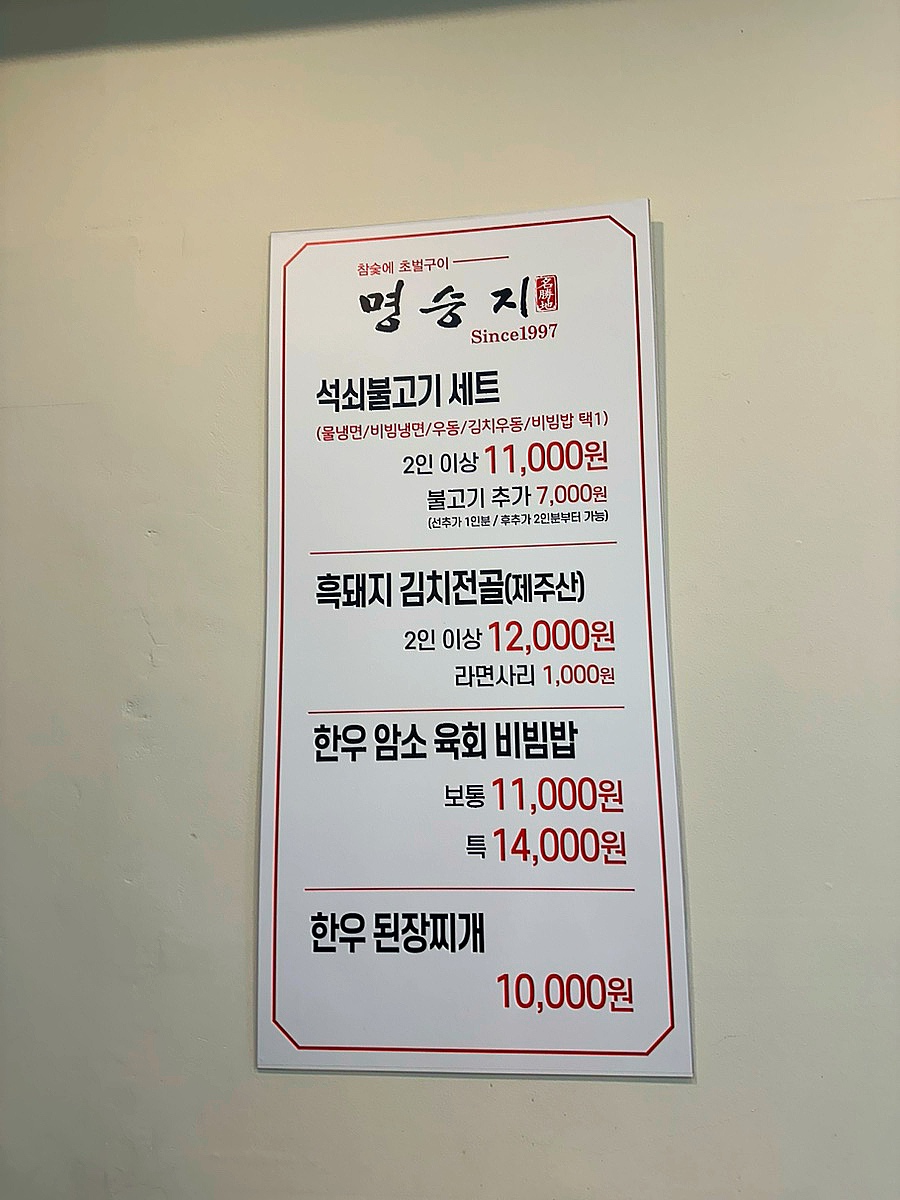 참숯에 초벌구이
명승지 名勝地
Since1997
석쇠불고기 세트
(물냉면/비빔냉면/우동/김치우동/비빔밥 택1)
2인 이상 11,000원
불고기 추가 7,000원
(선추가 1인분 / 후추가 2인분부터 가능)
흑돼지 김치전골(제주산)
2인 이상 12,000원
라면사리 1,000원
한우 암소 육회 비빔밥
보통 11,000원
특 14,000원
한우 된장찌개
10,000원